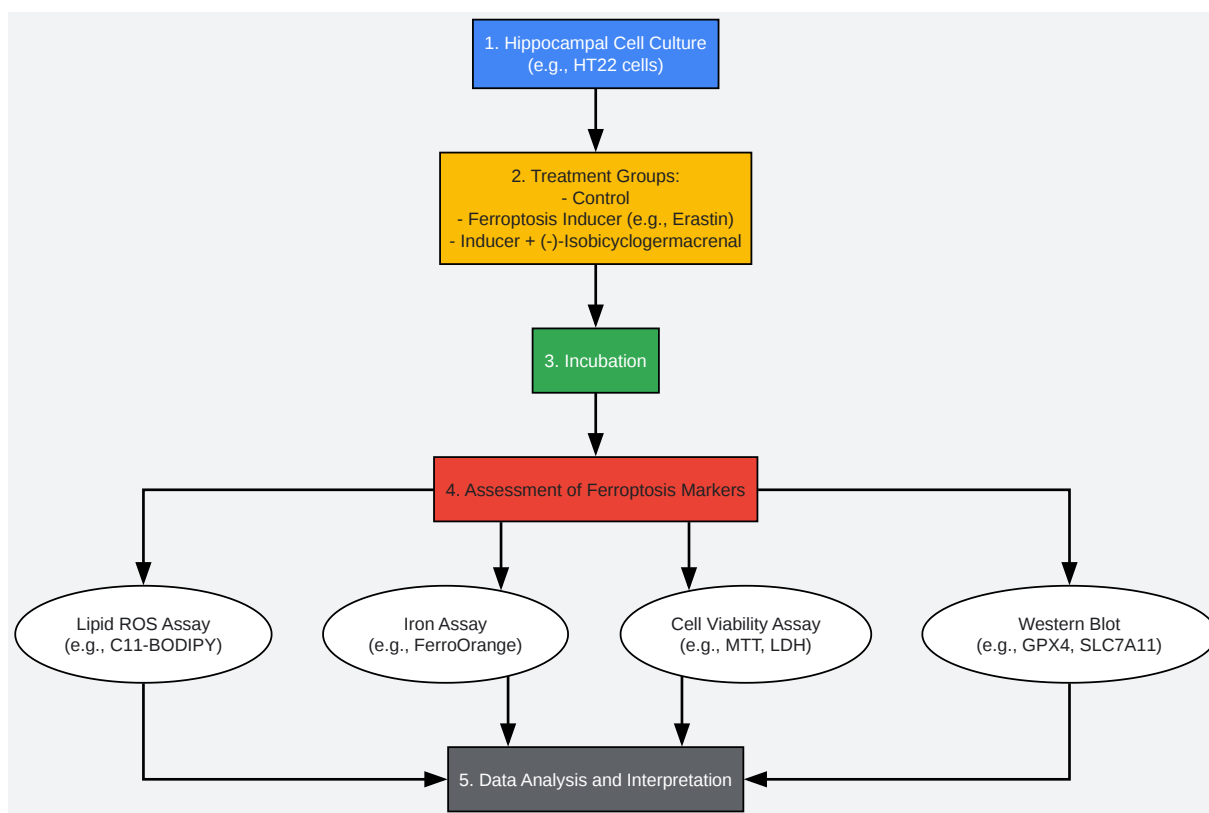 1. Hippocampal Cell Culture
(e.g., HT22 cells)
2. Treatment Groups:
- Control
- Ferroptosis Inducer (e.g., Erastin)
- Inducer + (-)-Isobicyclogermacrenal
3. Incubation
4. Assessment of Ferroptosis Markers
Lipid ROS Assay
(e.g., C11-BODIPY)
Iron Assay
(e.g., FerroOrange)
Cell Viability Assay
(e.g., MTT, LDH)
Western Blot
(e.g., GPX4, SLC7A11)
5. Data Analysis and Interpretation